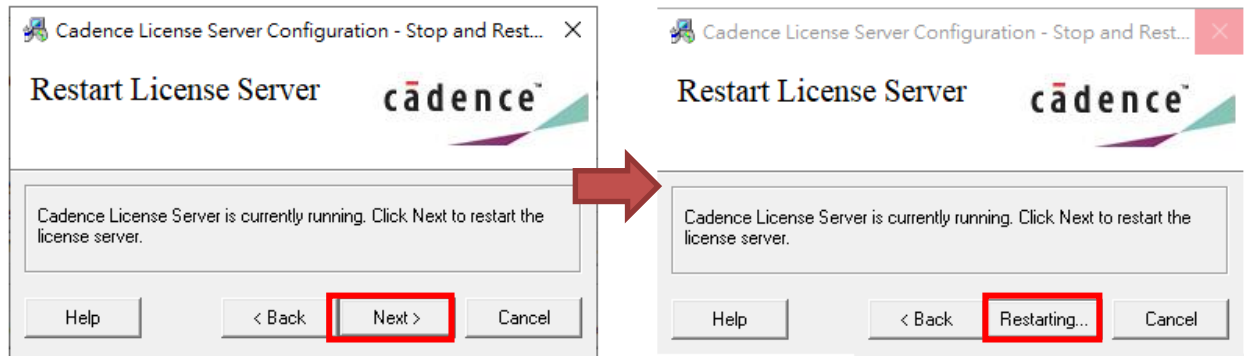 Cadence License Server Configuration - Stop and Rest...
Restart License Server
cādence™
Cadence License Server is currently running. Click Next to restart the
license server.
Help
< Back
Next >
Cancel
Cadence License Server Configuration - Stop and Rest...
Restart License Server
cādence™
Cadence License Server is currently running. Click Next to restart the
license server.
Help
< Back
Restarting...
Cancel